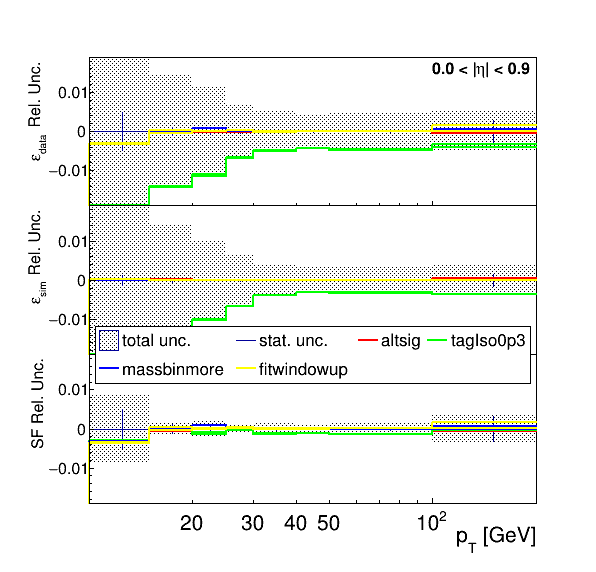 0.0 < |η| < 0.9
ε_data Rel. Unc.
0.01
0
−0.01
ε_sim Rel. Unc.
0.01
0
−0.01
total unc. stat. unc. altsig tagIso0p3
massbinmore fitwindowup
SF Rel. Unc.
0.01
0
−0.01
20 30 40 50 10²
p_T [GeV]